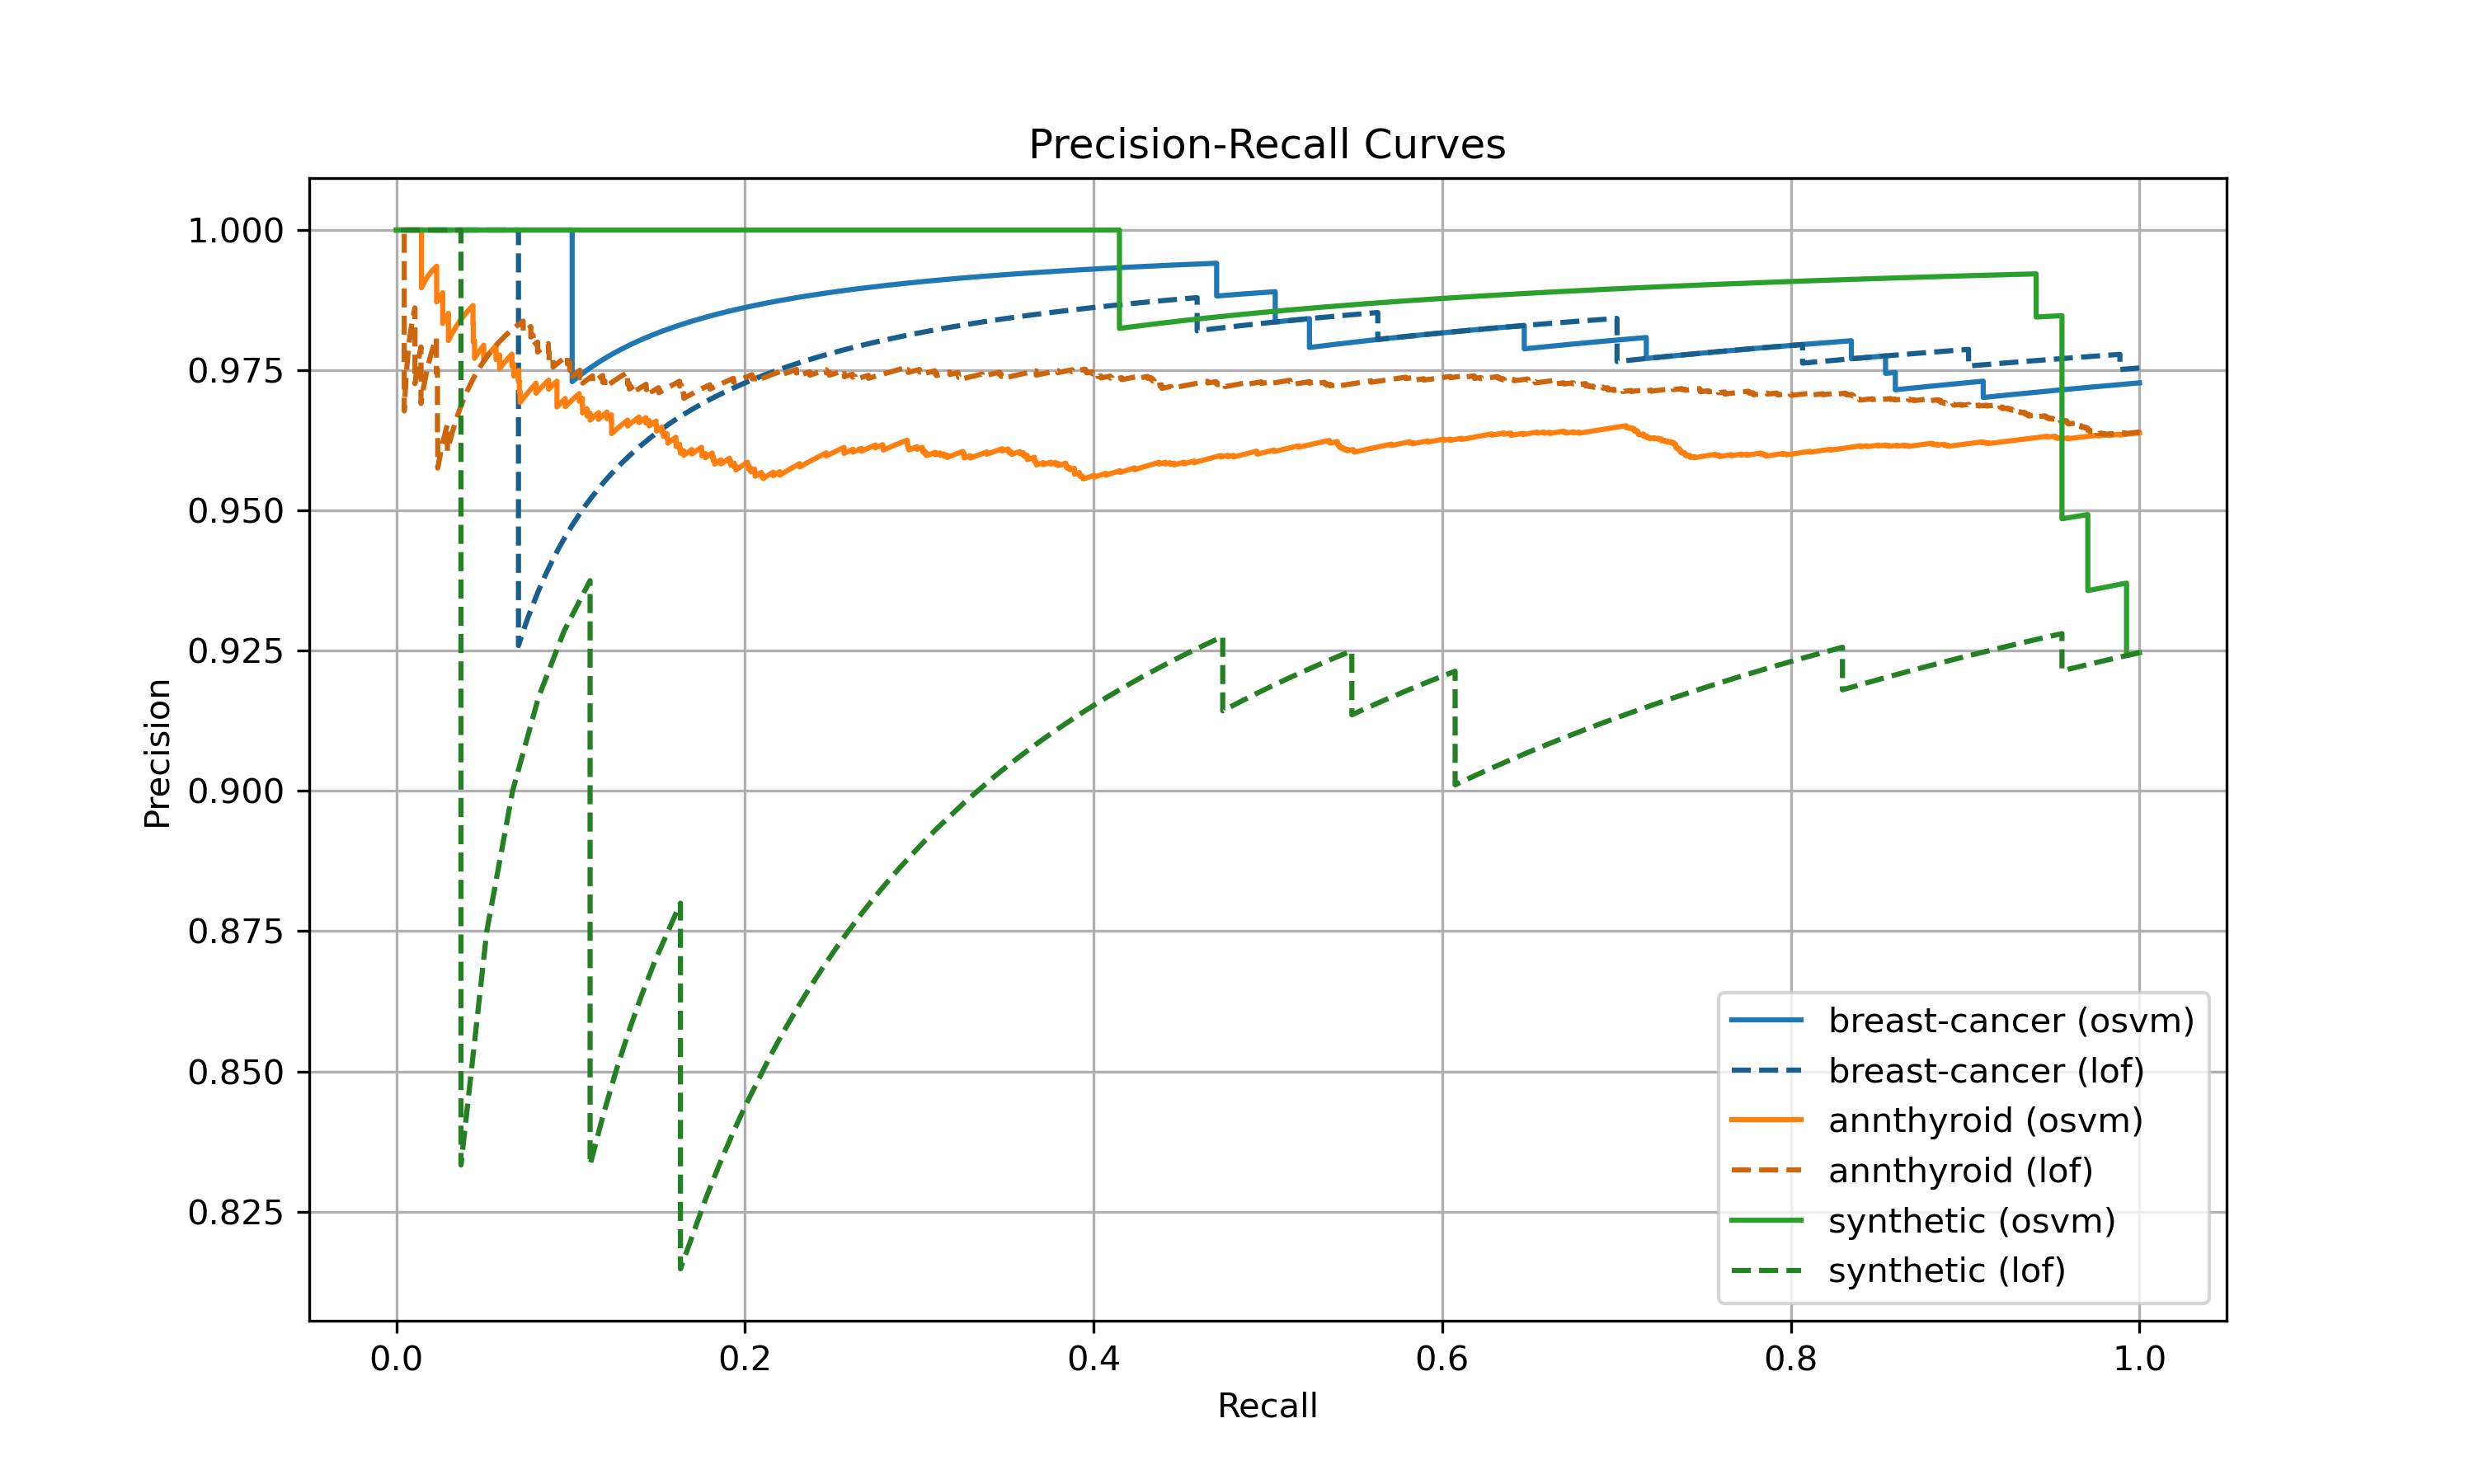 Precision-Recall Curves
1.000
0.975
0.950
0.925
0.900
0.875
0.850
0.825
Precision
0.0 0.2 0.4 0.6 0.8 1.0
Recall
breast-cancer (osvm)
breast-cancer (lof)
annthyroid (osvm)
annthyroid (lof)
synthetic (osvm)
synthetic (lof)